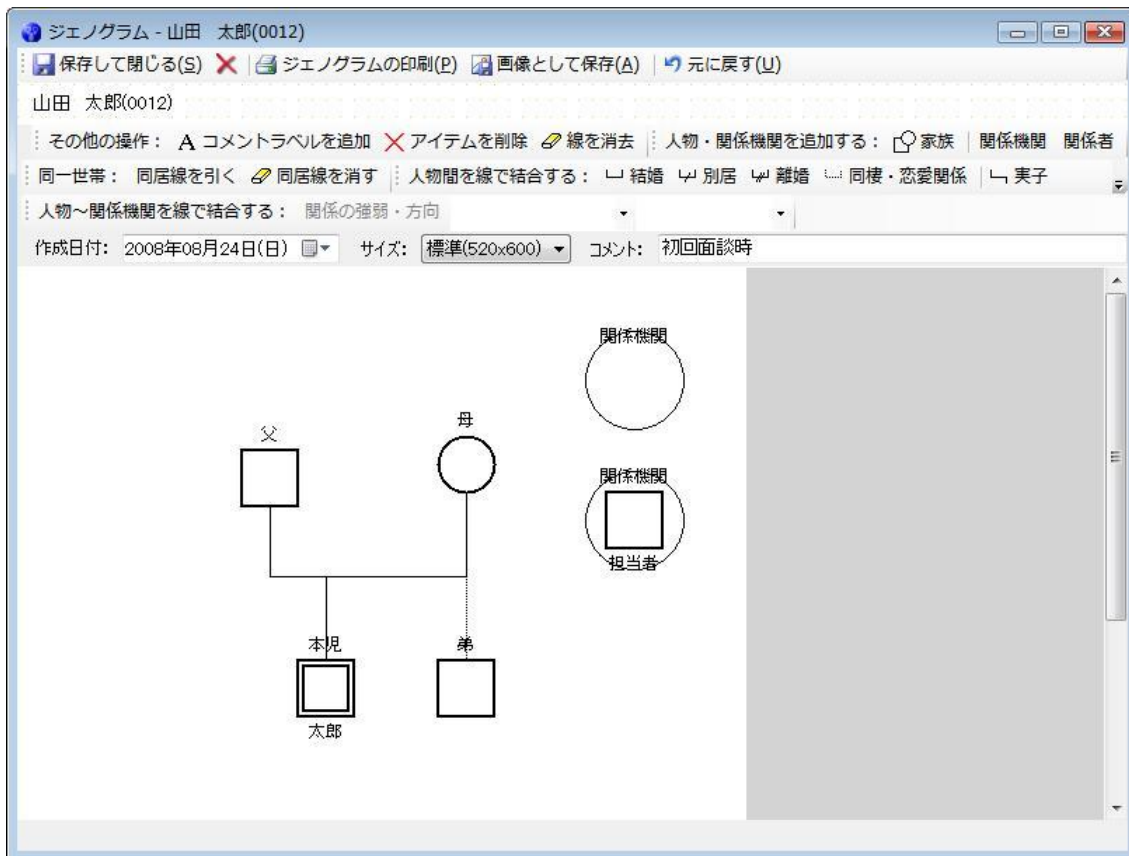 ジェノグラム - 山田　太郎(0012)
保存して閉じる(S) ジェノグラムの印刷(P) 画像として保存(A) 元に戻す(U)
山田　太郎(0012)
その他の操作： A コメントラベルを追加 アイテムを削除 線を消去 人物・関係機関を追加する： 家族 関係機関 関係者
同一世帯： 同居線を引く 同居線を消す 人物間を線で結合する： 結婚 別居 離婚 同棲・恋愛関係 実子
人物～関係機関を線で結合する： 関係の強弱・方向
作成日付: 2008年08月24日(日) サイズ: 標準(520x600) コメント: 初回面談時
関係機関
母
父
関係機関
担当者
本児
弟
太郎